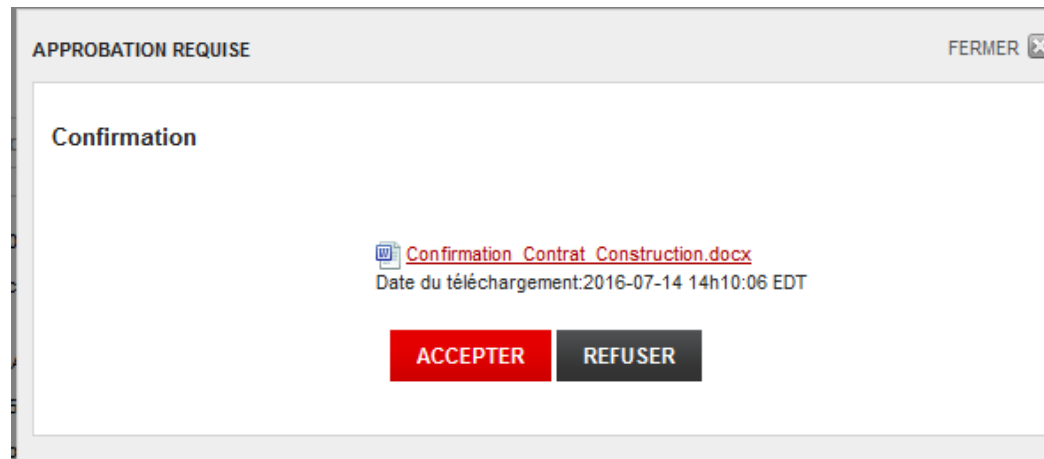 APPROBATION REQUISE
FERMER
Confirmation
Confirmation_Contrat_Construction.docx
Date du téléchargement:2016-07-14 14h10:06 EDT
ACCEPTER
REFUSER